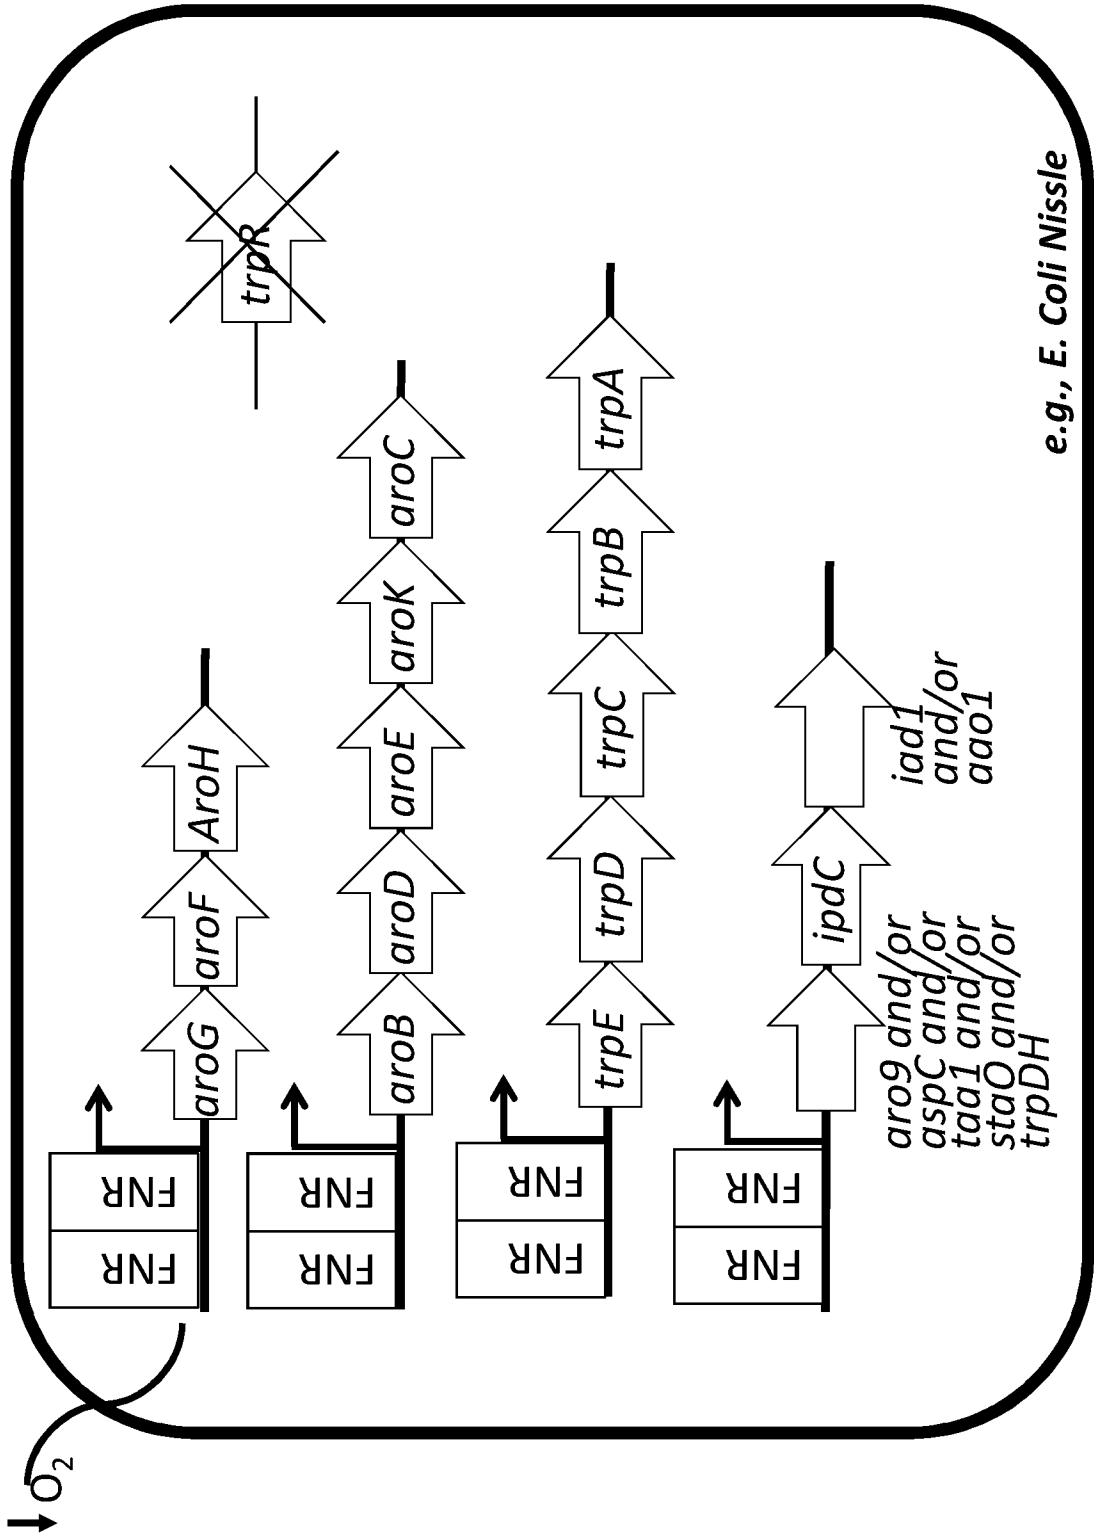 O2
FNR FNR
aroG aroF AroH
trpR
FNR FNR
aroB aroD aroE aroK aroC
FNR FNR
trpE trpD trpC trpB trpA
FNR FNR
ipdC
aro9 and/or
aspC and/or
taa1 and/or
staO and/or
trpDH
iad1
and/or
aao1
e.g., E. Coli Nissle